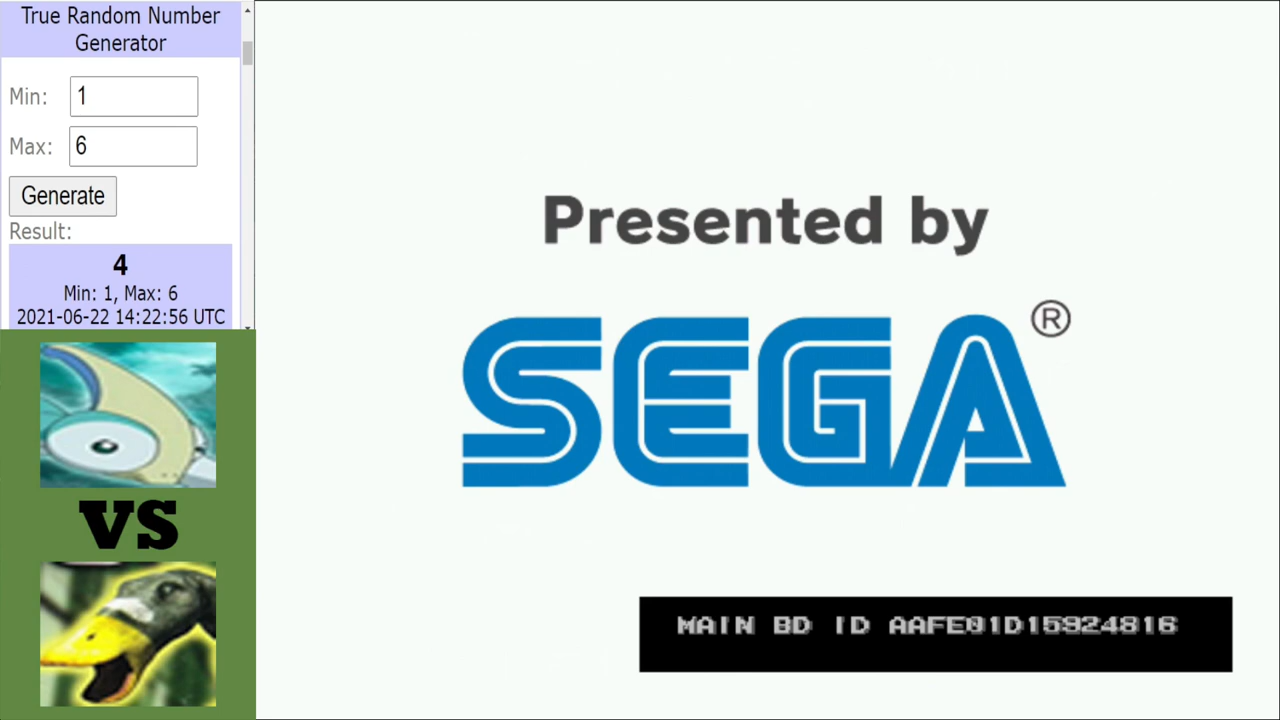 True Random Number
Generator
Min: 1
Max: 6
Generate
Result:
4
Min: 1, Max: 6
2021-06-22 14:22:56 UTC
VS
Presented by
SEGA®
MAIN BD ID AAFE01D15924816